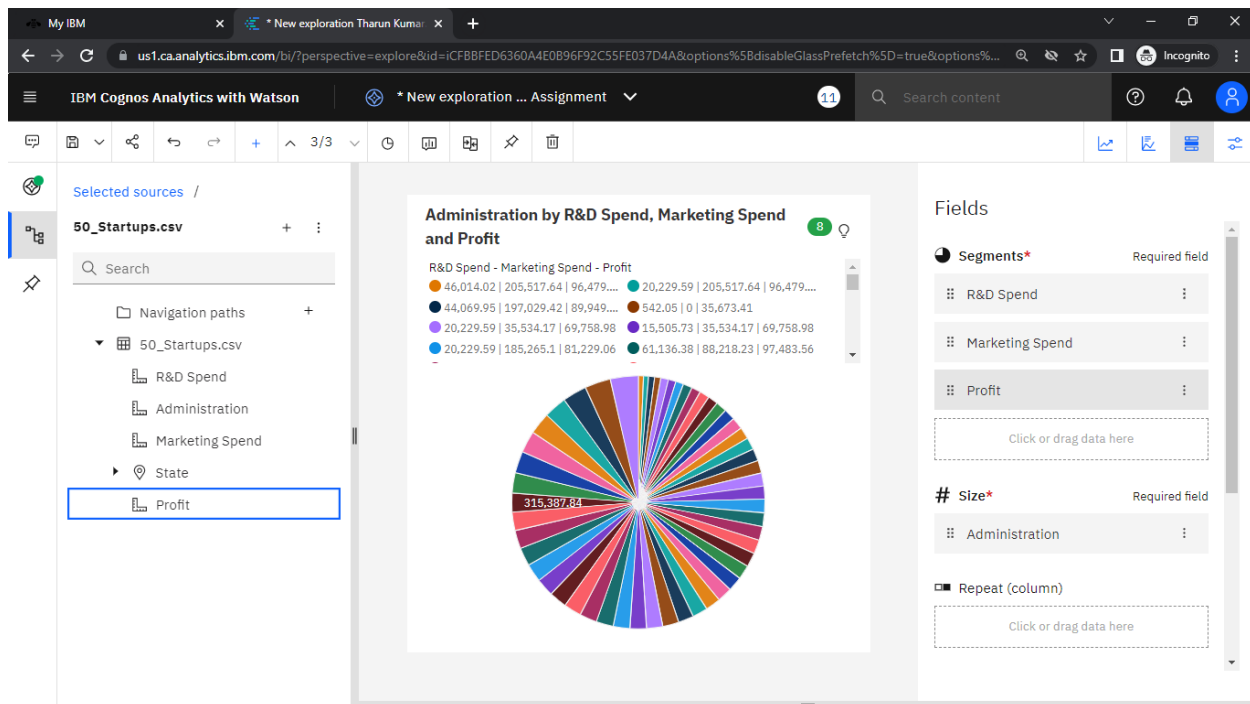 My IBM
* New exploration Tharun Kumar
us1.ca.analytics.ibm.com/bi/?perspective=explore&id=iCFBBFED6360A4E0B96F92C55FE037D4A&options%5BdisableGlassPrefetch%5D=true&options%...
Incognito
IBM Cognos Analytics with Watson
* New exploration ... Assignment
11
Search content
3/3
Selected sources /
50_Startups.csv
Search
Navigation paths
50_Startups.csv
R&D Spend
Administration
Marketing Spend
State
Profit
Administration by R&D Spend, Marketing Spend
and Profit
8
R&D Spend - Marketing Spend - Profit
46,014.02 | 205,517.64 | 96,479.... 20,229.59 | 205,517.64 | 96,479....
44,069.95 | 197,029.42 | 89,949.... 542.05 | 0 | 35,673.41
20,229.59 | 35,534.17 | 69,758.98 15,505.73 | 35,534.17 | 69,758.98
20,229.59 | 185,265.1 | 81,229.06 61,136.38 | 88,218.23 | 97,483.56
315,387.84
Fields
Segments* Required field
R&D Spend
Marketing Spend
Profit
Click or drag data here
# Size* Required field
Administration
Repeat (column)
Click or drag data here